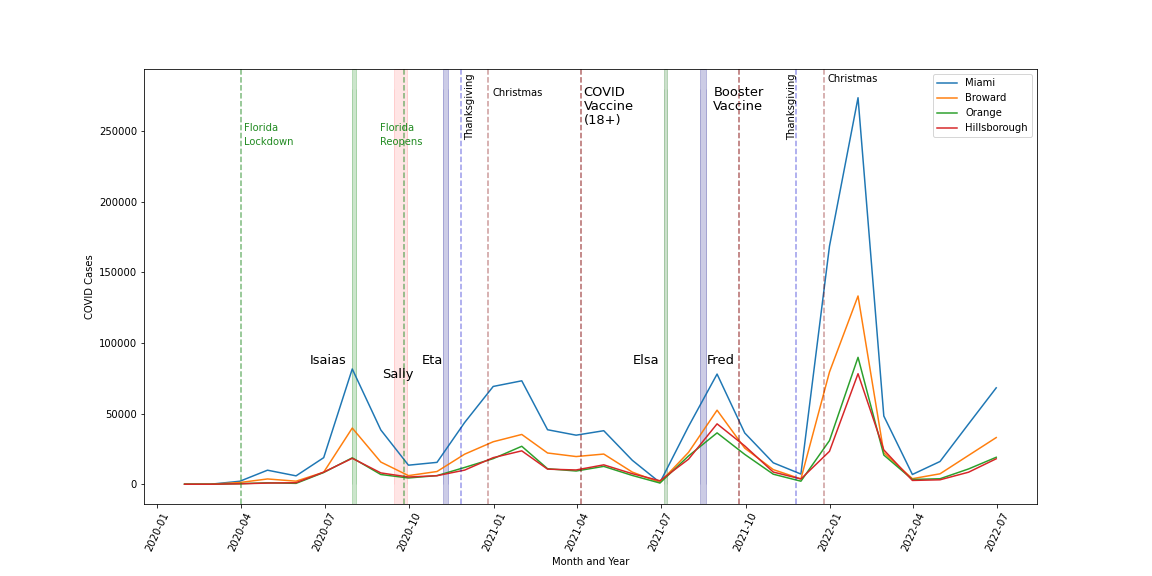 Thanksgiving
Christmas
COVID
Vaccine
(18+)
Booster
Vaccine
Thanksgiving
Christmas
Miami
Broward
Orange
Hillsborough
Florida
Lockdown
Florida
Reopens
Isaias
Sally
Eta
Elsa
Fred
COVID Cases
250000
200000
150000
100000
50000
0
2020-01
2020-04
2020-07
2020-10
2021-01
2021-04
2021-07
2021-10
2022-01
2022-04
2022-07
Month and Year